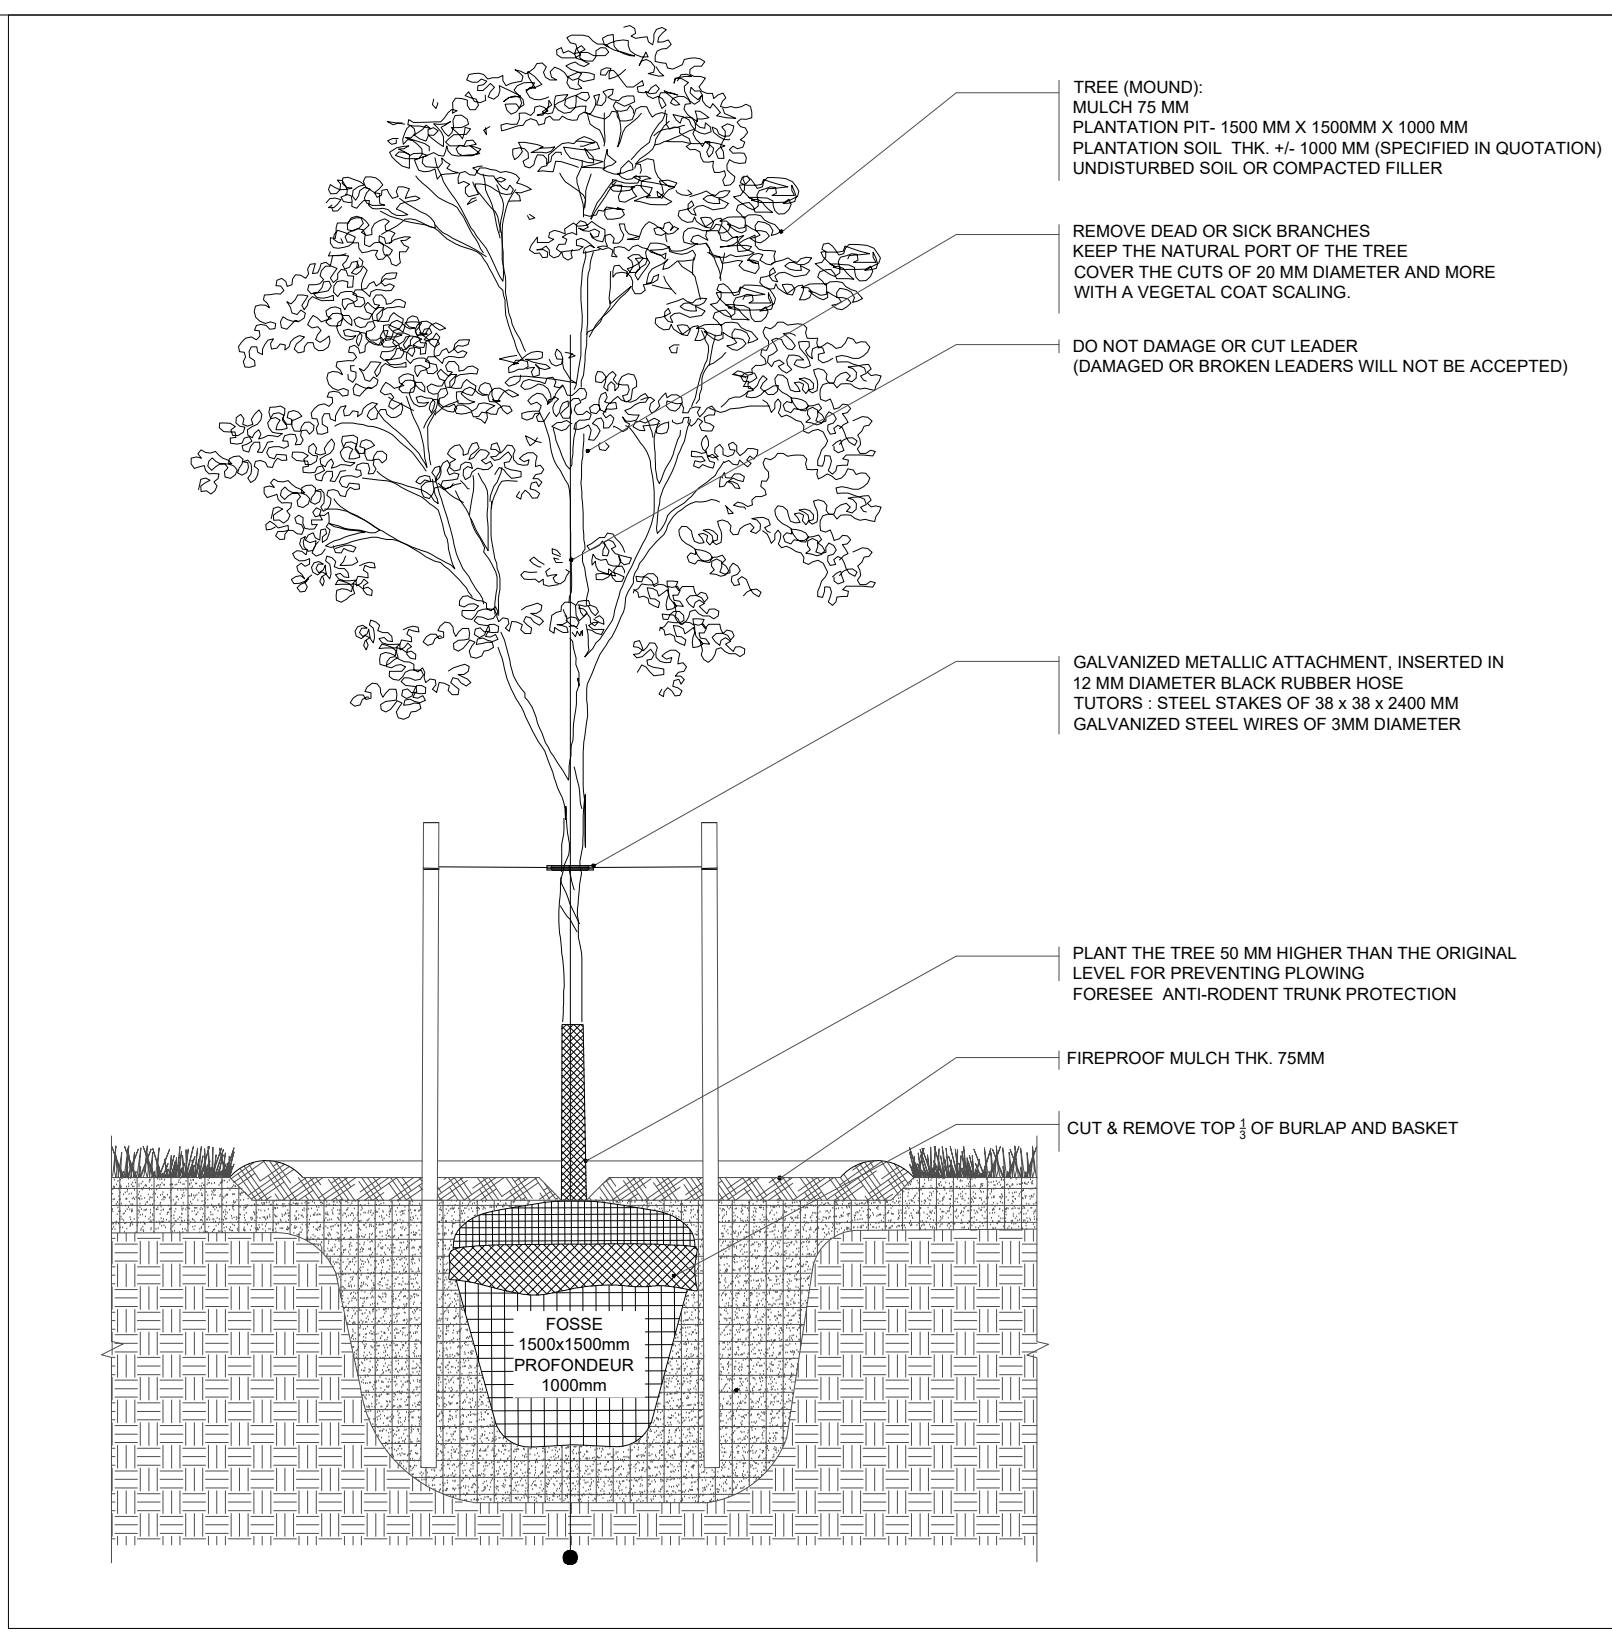 TREE (MOUND):
MULCH 75 MM
PLANTATION PIT- 1500 MM X 1500MM X 1000 MM
PLANTATION SOIL THK. +/- 1000 MM (SPECIFIED IN QUOTATION)
UNDISTURBED SOIL OR COMPACTED FILLER
REMOVE DEAD OR SICK BRANCHES
KEEP THE NATURAL PORT OF THE TREE
COVER THE CUTS OF 20 MM DIAMETER AND MORE
WITH A VEGETAL COAT SCALING.
DO NOT DAMAGE OR CUT LEADER
(DAMAGED OR BROKEN LEADERS WILL NOT BE ACCEPTED)
GALVANIZED METALLIC ATTACHMENT, INSERTED IN
12 MM DIAMETER BLACK RUBBER HOSE
TUTORS : STEEL STAKES OF 38 x 38 x 2400 MM
GALVANIZED STEEL WIRES OF 3MM DIAMETER
PLANT THE TREE 50 MM HIGHER THAN THE ORIGINAL
LEVEL FOR PREVENTING PLOWING
FORESEE ANTI-RODENT TRUNK PROTECTION
FIREPROOF MULCH THK. 75MM
CUT & REMOVE TOP 1/3 OF BURLAP AND BASKET
FOSSE
1500x1500mm
PROFONDEUR
1000mm